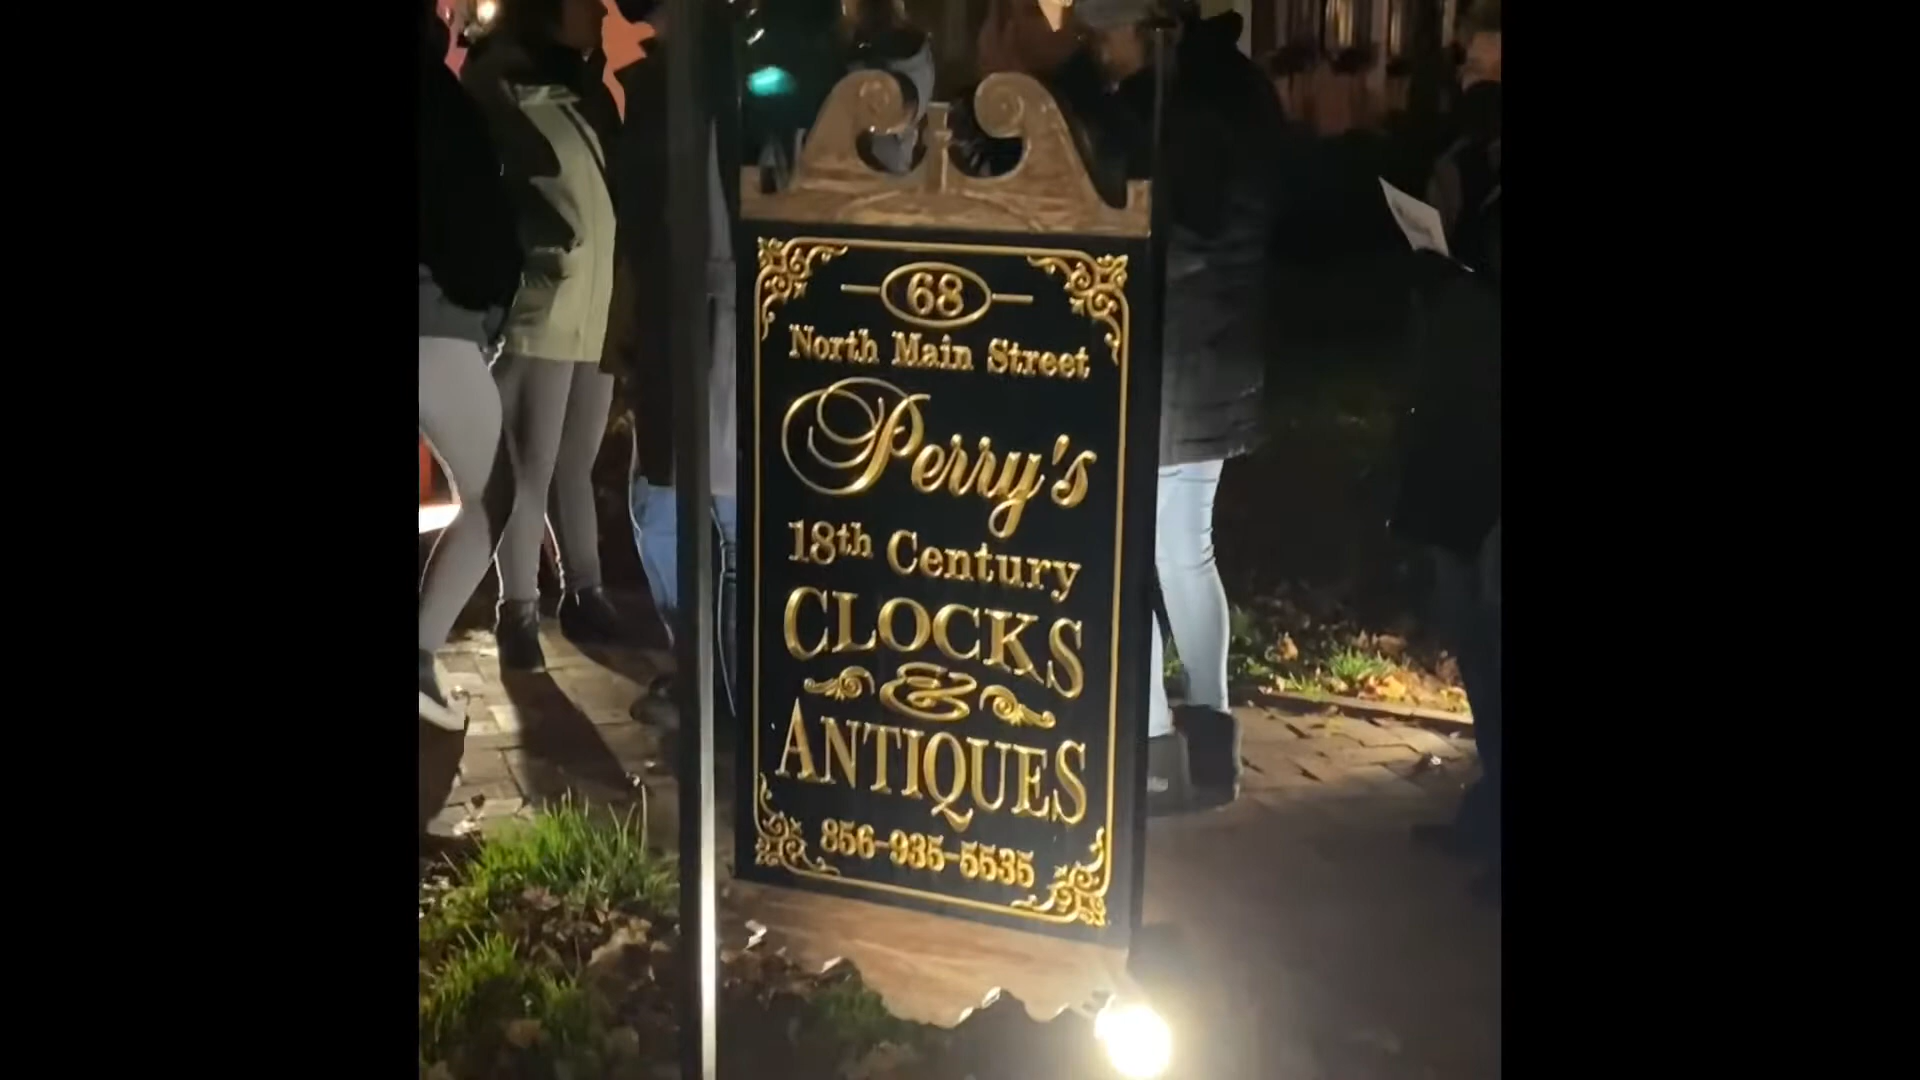 68
North Main Street
Perry's
18th Century
CLOCKS
&
ANTIQUES
856-935-5535